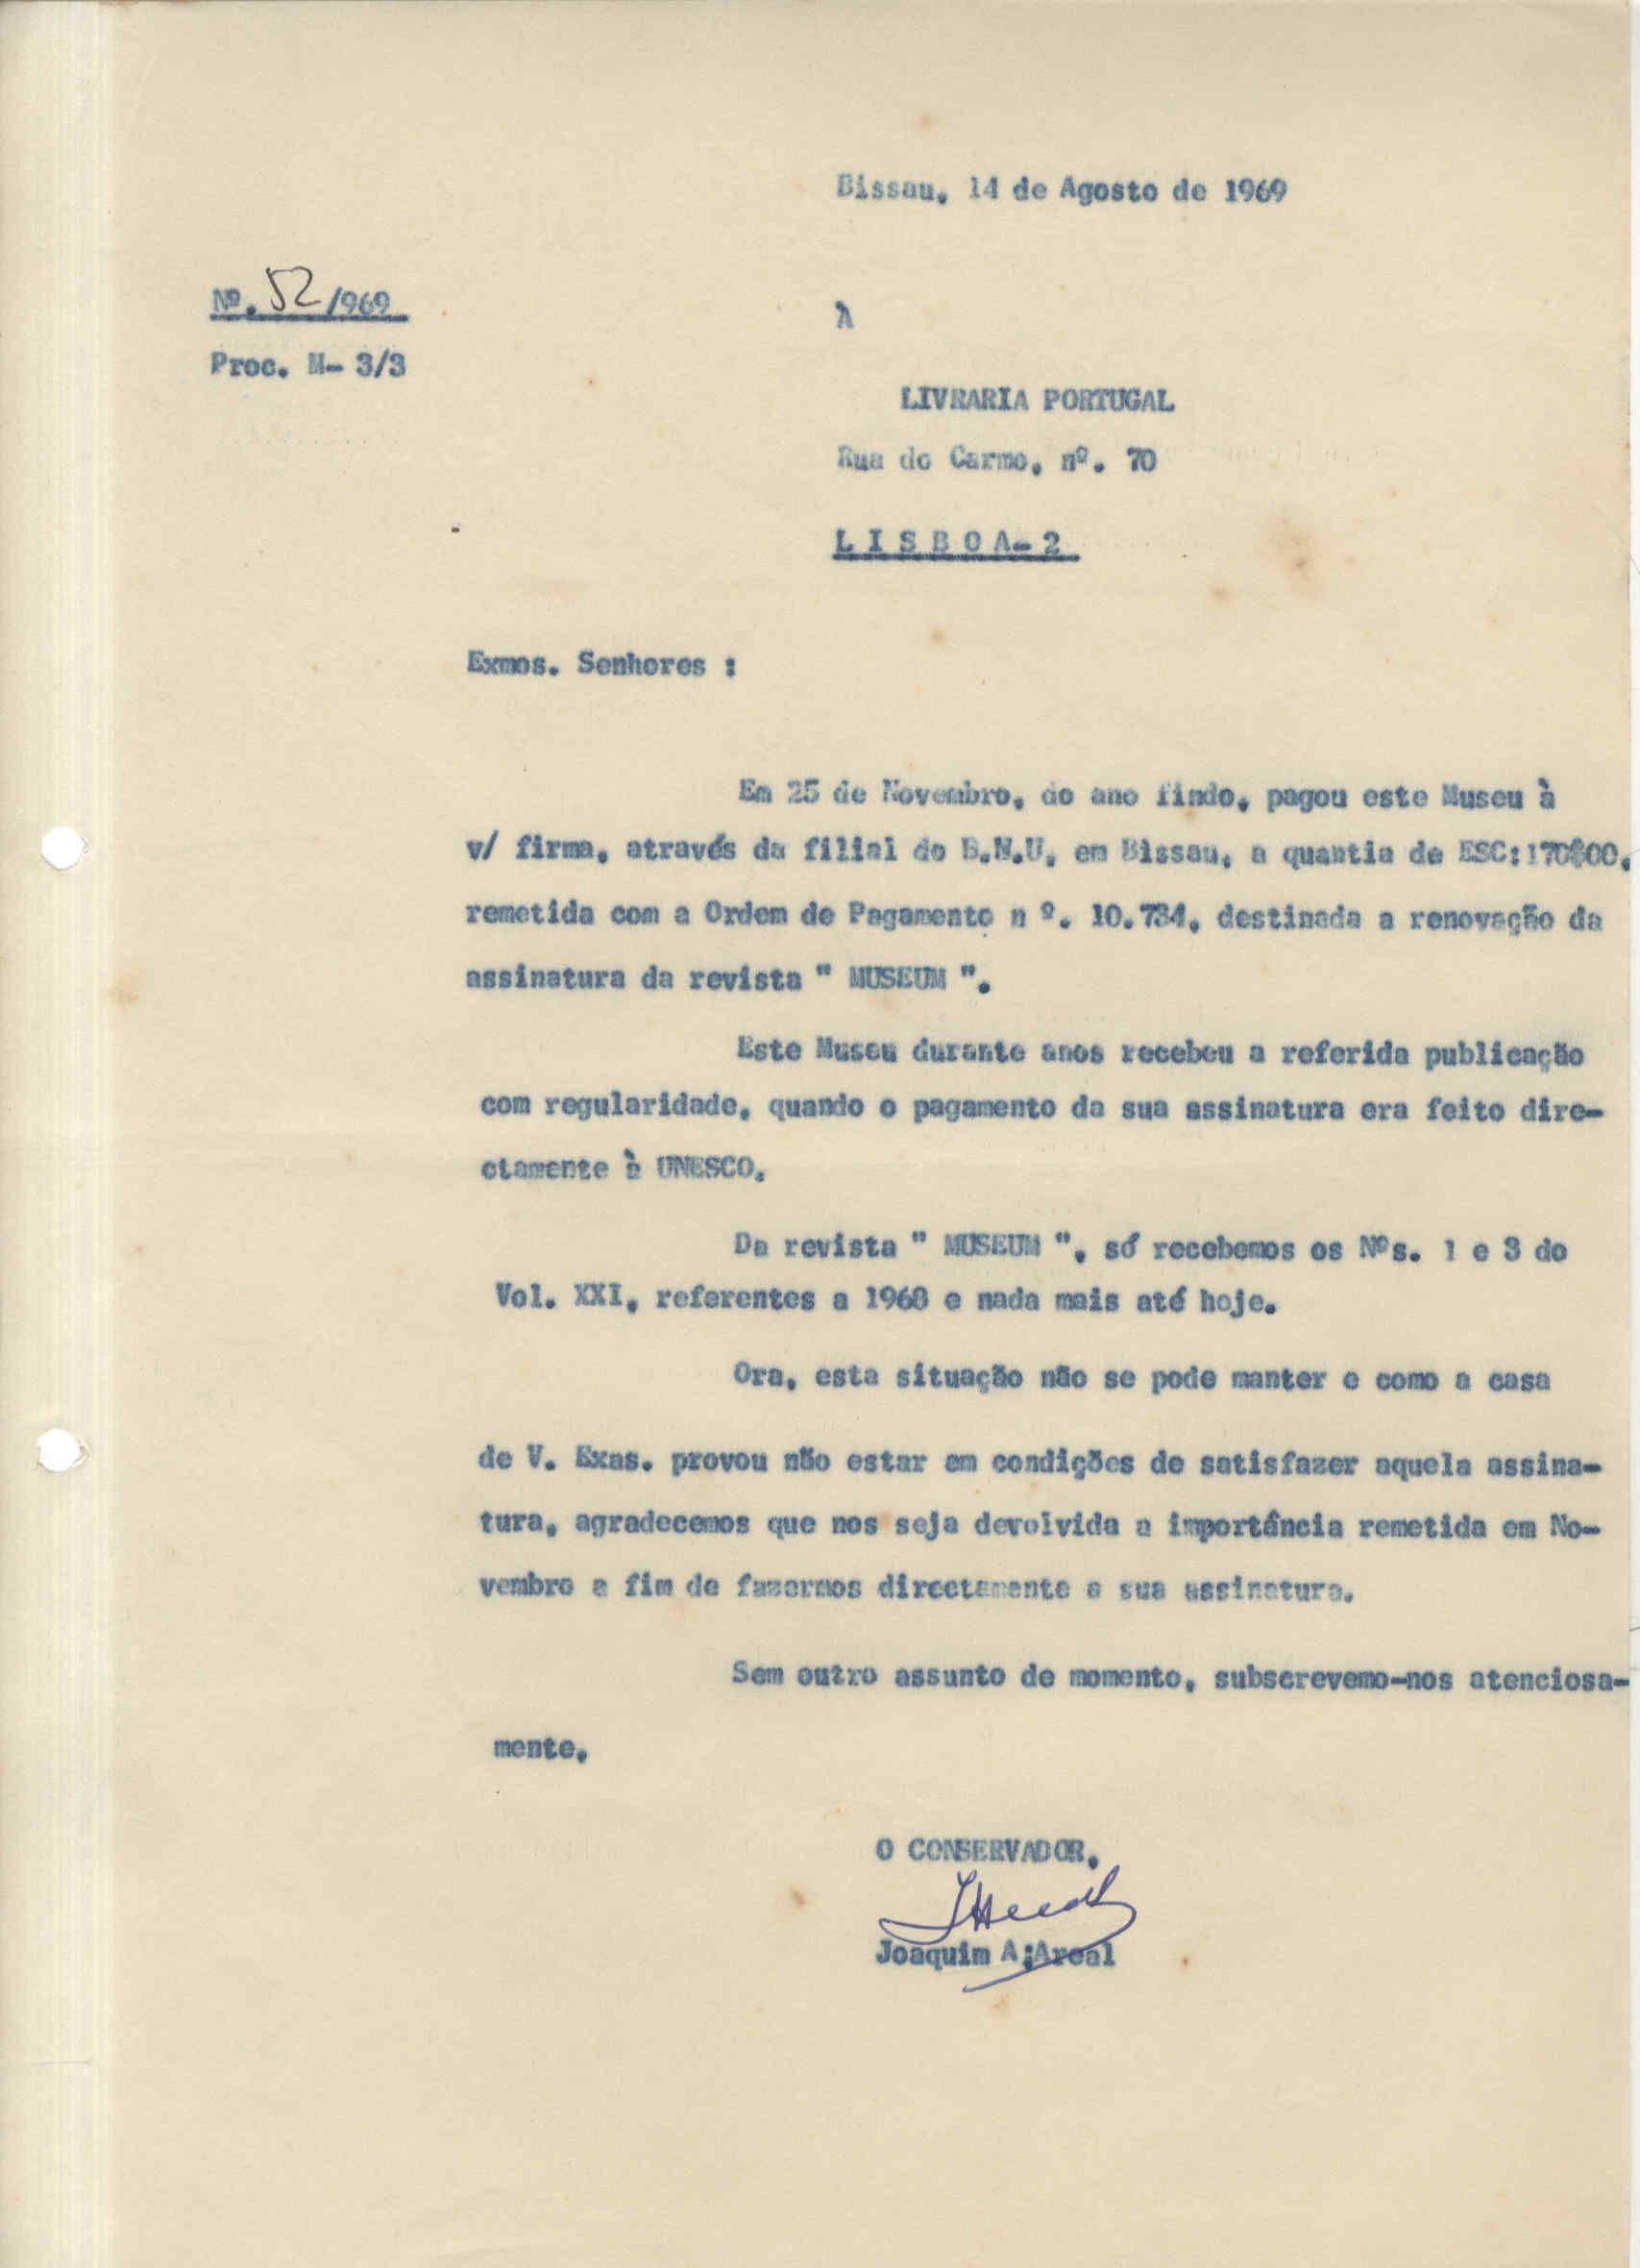 Bissau, 14 de Agosto de 1969
Nº. 52/969
À
Proc. M- 3/3
LIVRARIA PORTUGAL
Rua do Carmo, nº. 70
L I S B O A- 2
Exmos. Senhores :
Em 25 de Novembro, do ano findo, pagou este Museu à
v/ firma, através da filial do B.N.U, em Bissau, a quantia de ESC:170$00,
remetida com a Ordem de Pagamento n º. 10.734, destinada a renovação da
assinatura da revista " MUSEUM ".
Este Museu durante anos recebeu a referida publicação
com regularidade, quando o pagamento da sua assinatura era feito dire-
ctamente à UNESCO.
Da revista " MUSEUM ", só recebemos os Nºs. 1 e 3 do
Vol. XXI, referentes a 1968 e nada mais até hoje.
Ora, esta situação não se pode manter e como a casa
de V. Exas. provou não estar em condições de satisfazer aquela assina-
tura, agradecemos que nos seja devolvida a importância remetida em No-
vembro a fim de fazermos directamente a sua assinatura.
Sem outro assunto de momento, subscrevemo-nos atenciosa-
mente,
O CONSERVADOR,
Joaquim A;Areal